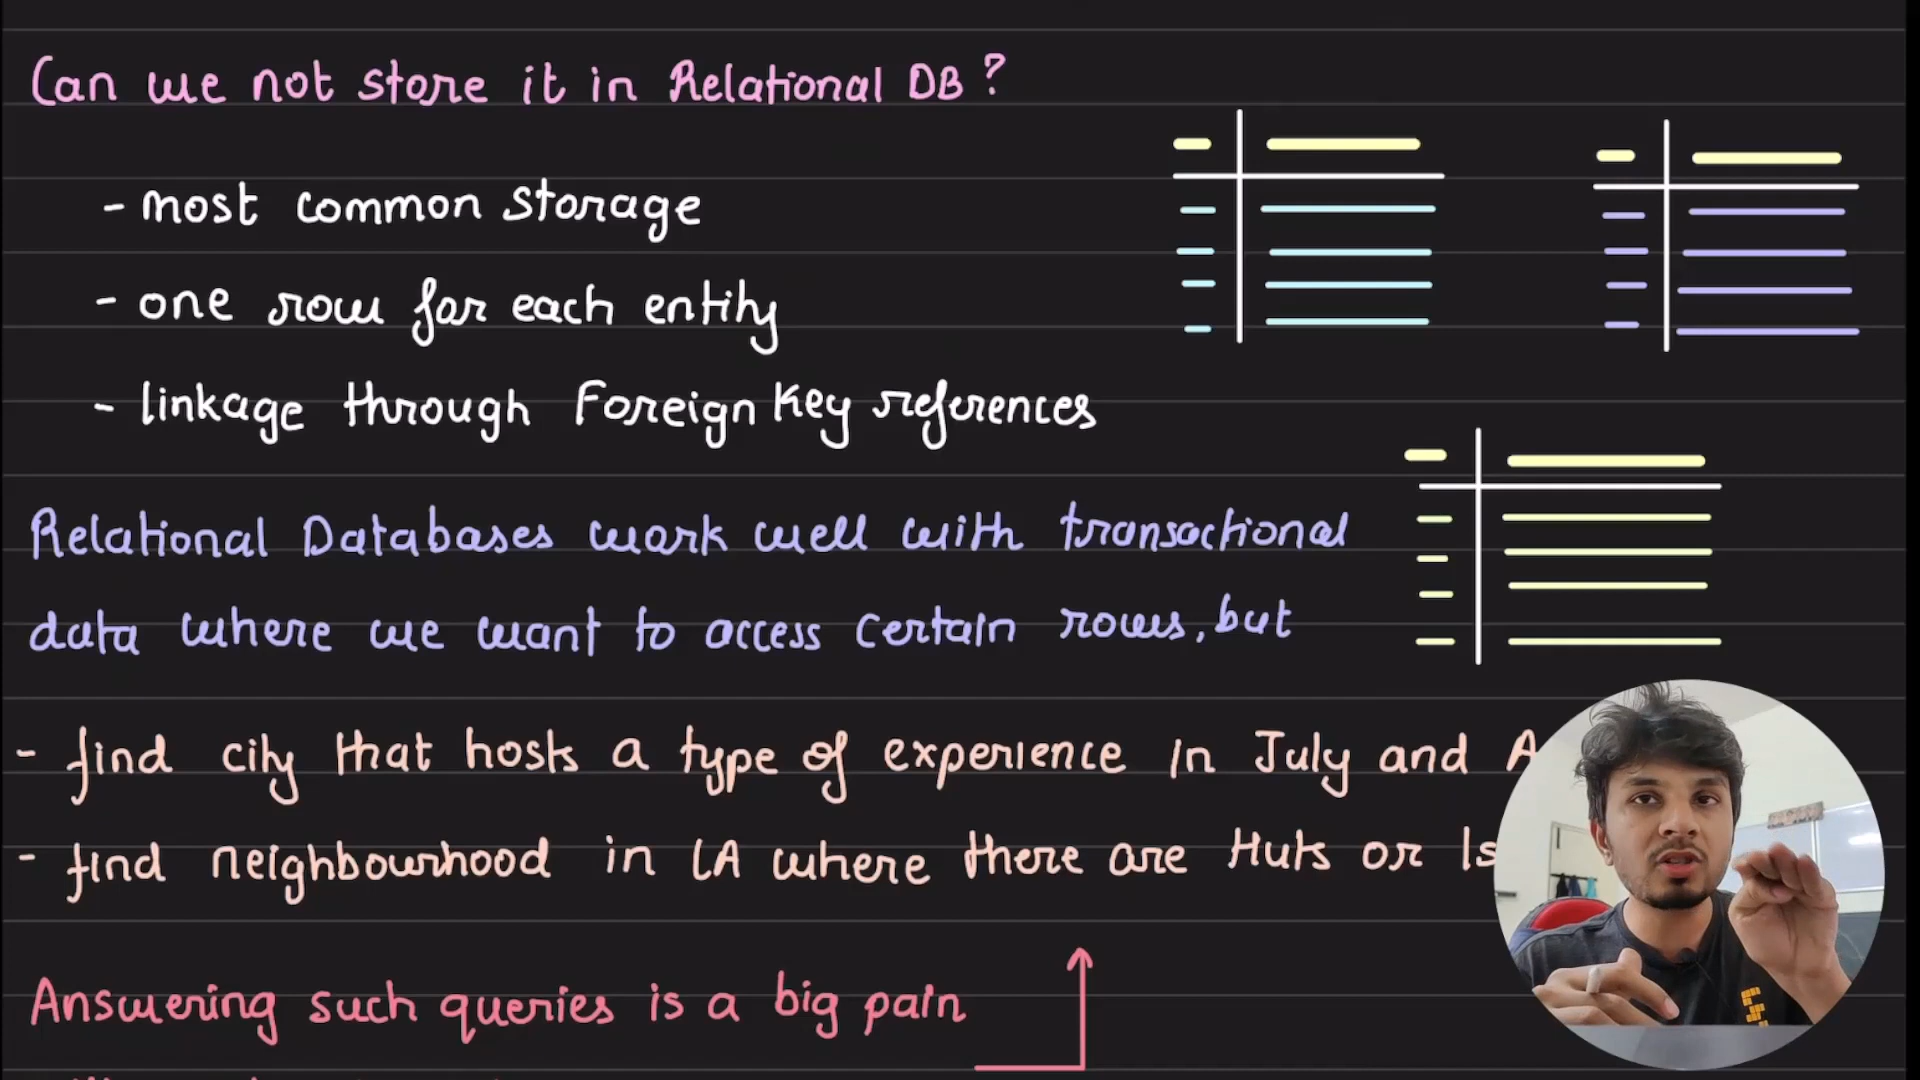 Can we not store it in Relational DB?
- most common storage
- one row for each entity
- linkage through Foreign Key references
Relational Databases work well with transactional
data where we want to access certain rows, but
- find city that hosts a type of experience in July and A
- find neighbourhood in LA where there are Huts or Is
Answering such queries is a big pain